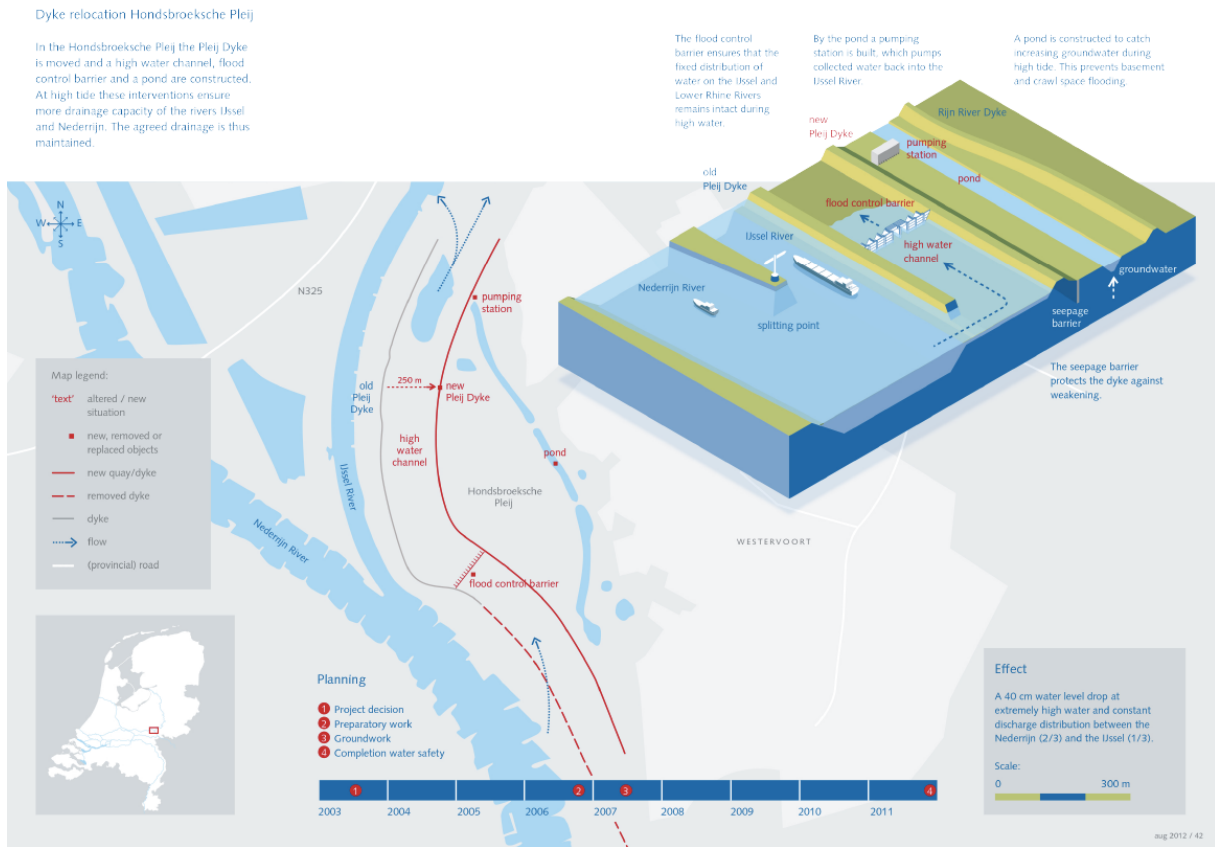 Dyke relocation Hondsbroeksche Pleij
In the Hondsbroeksche Pleij the Pleij Dyke
is moved and a high water channel, flood
control barrier and a pond are constructed.
At high tide these interventions ensure
more drainage capacity of the rivers IJssel
and Nederrijn. The agreed drainage is thus
maintained.
The flood control
barrier ensures that the
fixed distribution of
water on the IJssel and
Lower Rhine Rivers
remains intact during
high water.
By the pond a pumping
station is built, which pumps
collected water back into the
IJssel River.
A pond is constructed to catch
increasing groundwater during
high tide. This prevents basement
and crawl space flooding.
Rijn River Dyke
new
Pleij Dyke
pumping
station
pond
old
Pleij Dyke
flood control barrier
IJssel River
high water
channel
Nederrijn River
groundwater
splitting point
seepage
barrier
The seepage barrier
protects the dyke against
weakening.
N
W E
S
N325
pumping
station
250 m
old
Pleij
Dyke
new
Pleij Dyke
high
water
channel
pond
IJssel River
Hondsbroeksche
Pleij
Nederrijn River
WESTERVOORT
flood control barrier
Map legend:
'text' altered / new
situation
new, removed or
replaced objects
new quay/dyke
removed dyke
dyke
flow
(provincial) road
Planning
1 Project decision
2 Preparatory work
3 Groundwork
4 Completion water safety
1 2 3 4
2003 2004 2005 2006 2007 2008 2009 2010 2011
Effect
A 40 cm water level drop at
extremely high water and constant
discharge distribution between the
Nederrijn (2/3) and the IJssel (1/3).
Scale:
0 300 m
aug 2012 / 42